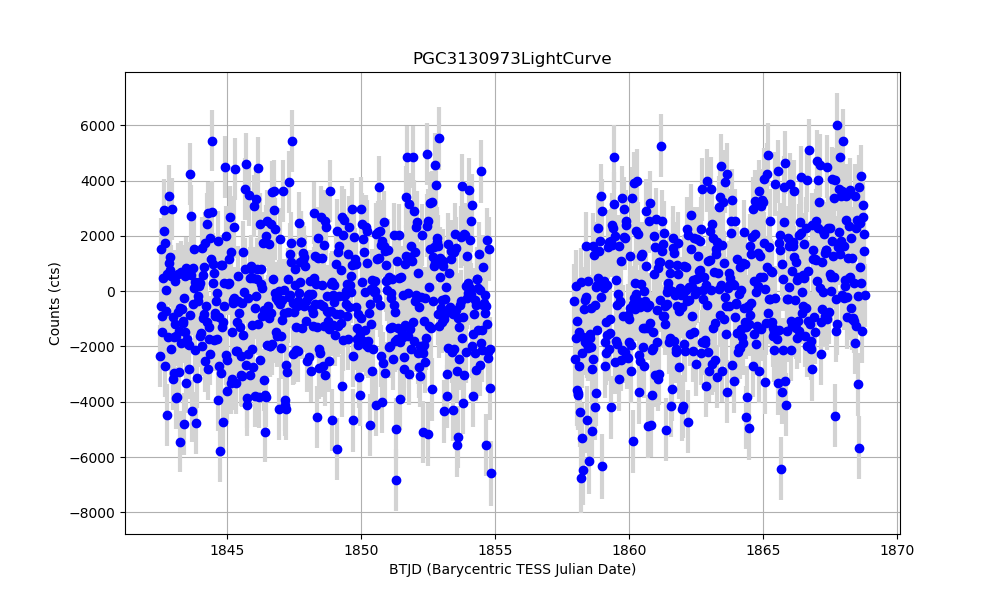 PGC3130973LightCurve
6000
4000
2000
0
−2000
−4000
−6000
−8000
Counts (cts)
1845 1850 1855 1860 1865 1870
BTJD (Barycentric TESS Julian Date)